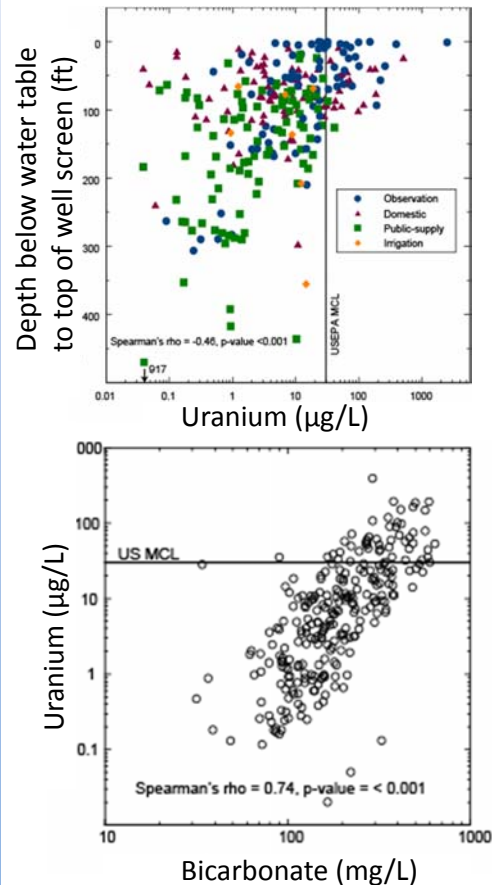 Depth below water table
to top of well screen (ft)
0
100
200
300
400
Observation
Domestic
Public-supply
Irrigation
USEPA MCL
Spearman's rho = -0.46, p-value <0.001
917
0.01 0.1 1 10 100 1000
Uranium (µg/L)
Uranium (µg/L)
000
100
10
1
0.1
US MCL
Spearman's rho = 0.74, p-value = < 0.001
10 100 1000
Bicarbonate (mg/L)